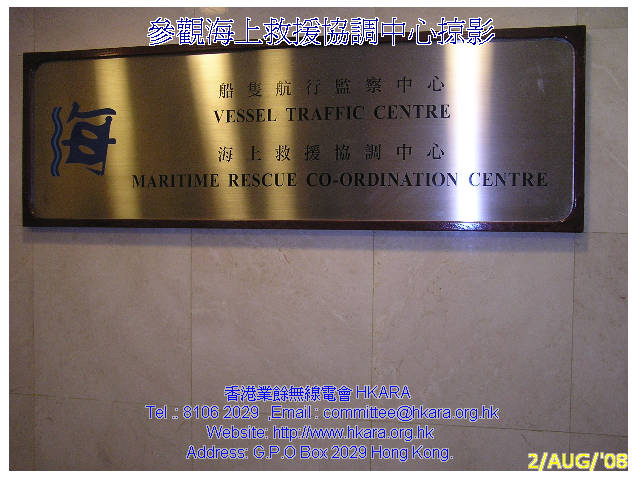 參觀海上救援協調中心掠影
船隻航行監察中心
VESSEL TRAFFIC CENTRE
海上救援協調中心
MARITIME RESCUE CO-ORDINATION CENTRE
香港業餘無線電會 HKARA
Tel .: 8106 2029 ,Email : committee@hkara.org.hk
Website: http://www.hkara.org.hk
Address: G.P.O Box 2029 Hong Kong.
2/AUG/'08